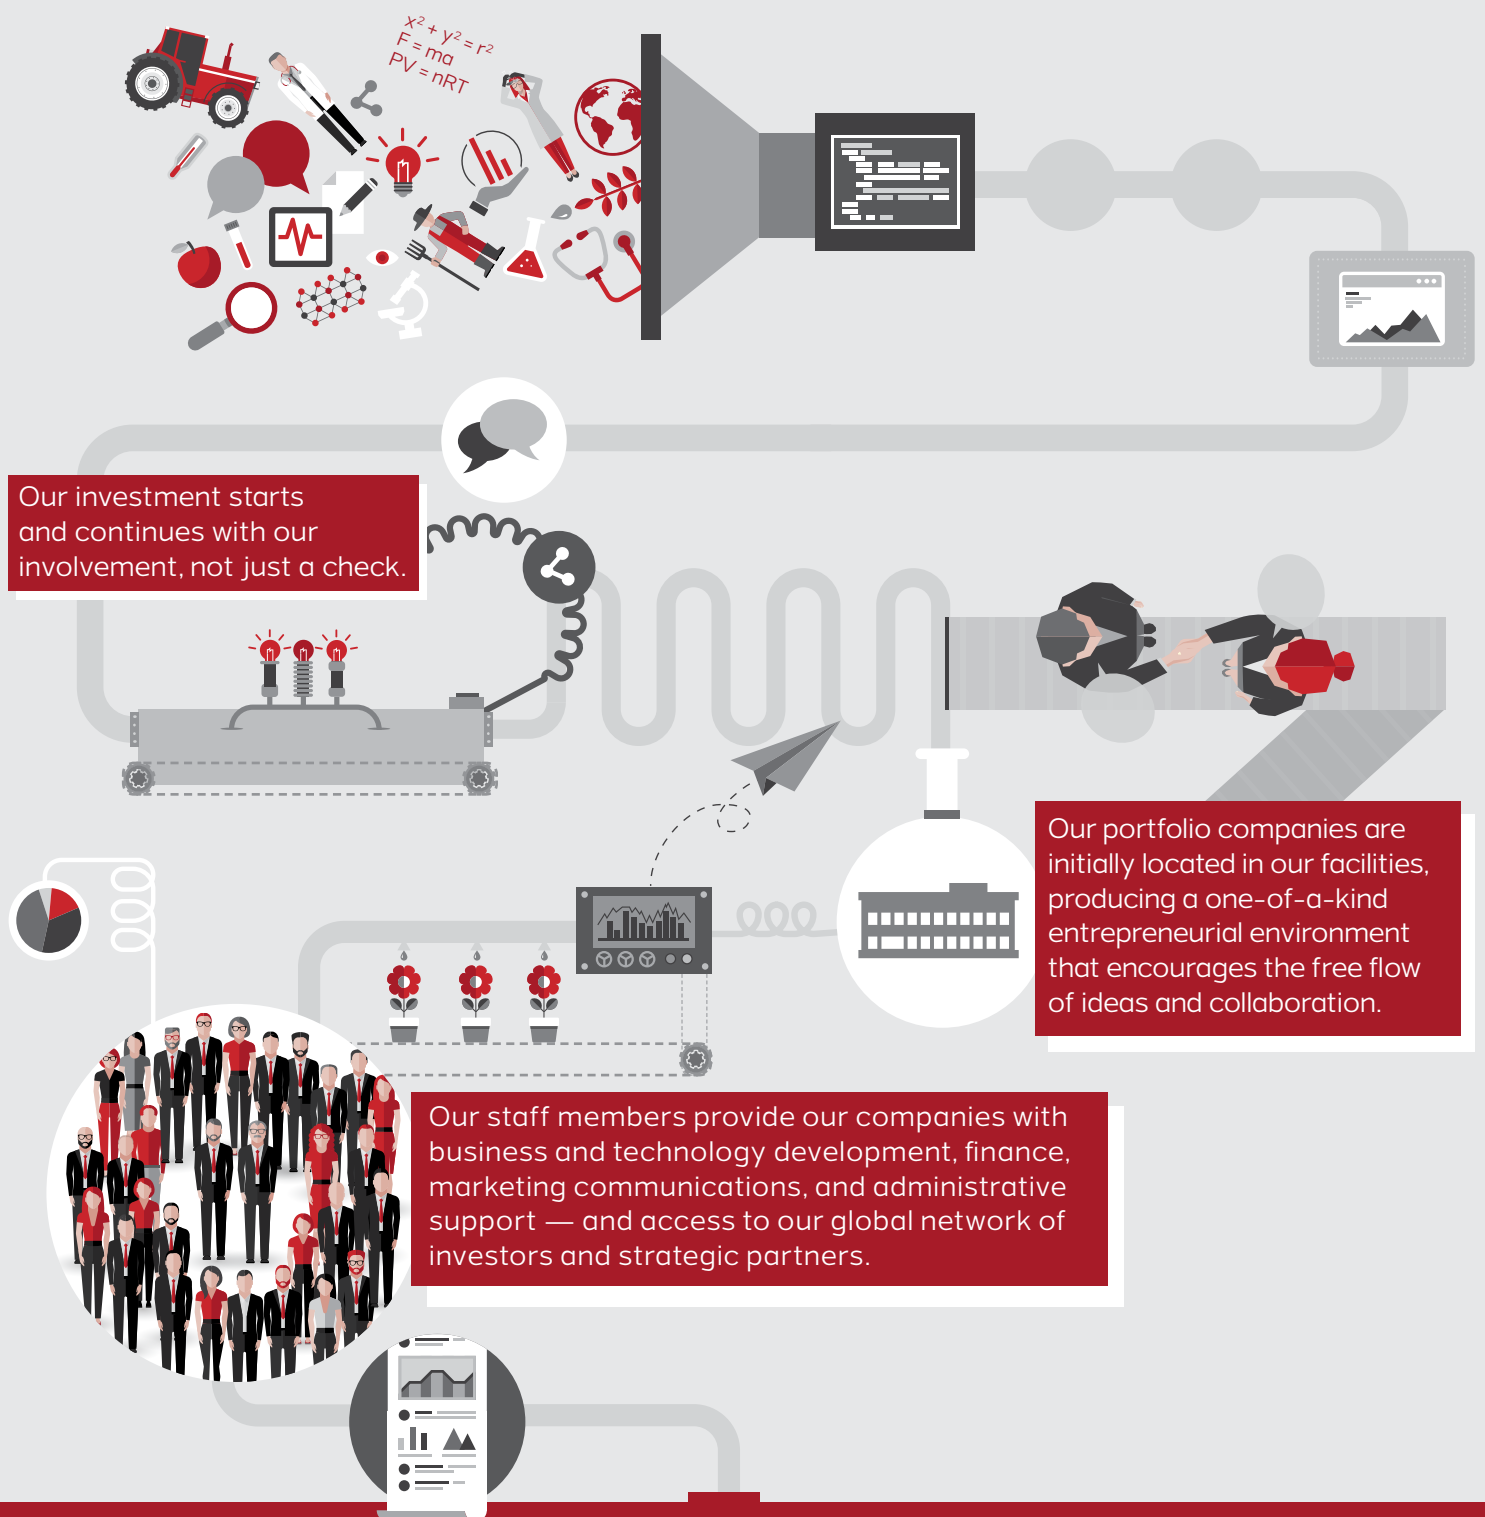 x² + y² = r²
F = ma
PV = nRT
Our investment starts
and continues with our
involvement, not just a check.
Our portfolio companies are
initially located in our facilities,
producing a one-of-a-kind
entrepreneurial environment
that encourages the free flow
of ideas and collaboration.
Our staff members provide our companies with
business and technology development, finance,
marketing communications, and administrative
support — and access to our global network of
investors and strategic partners.